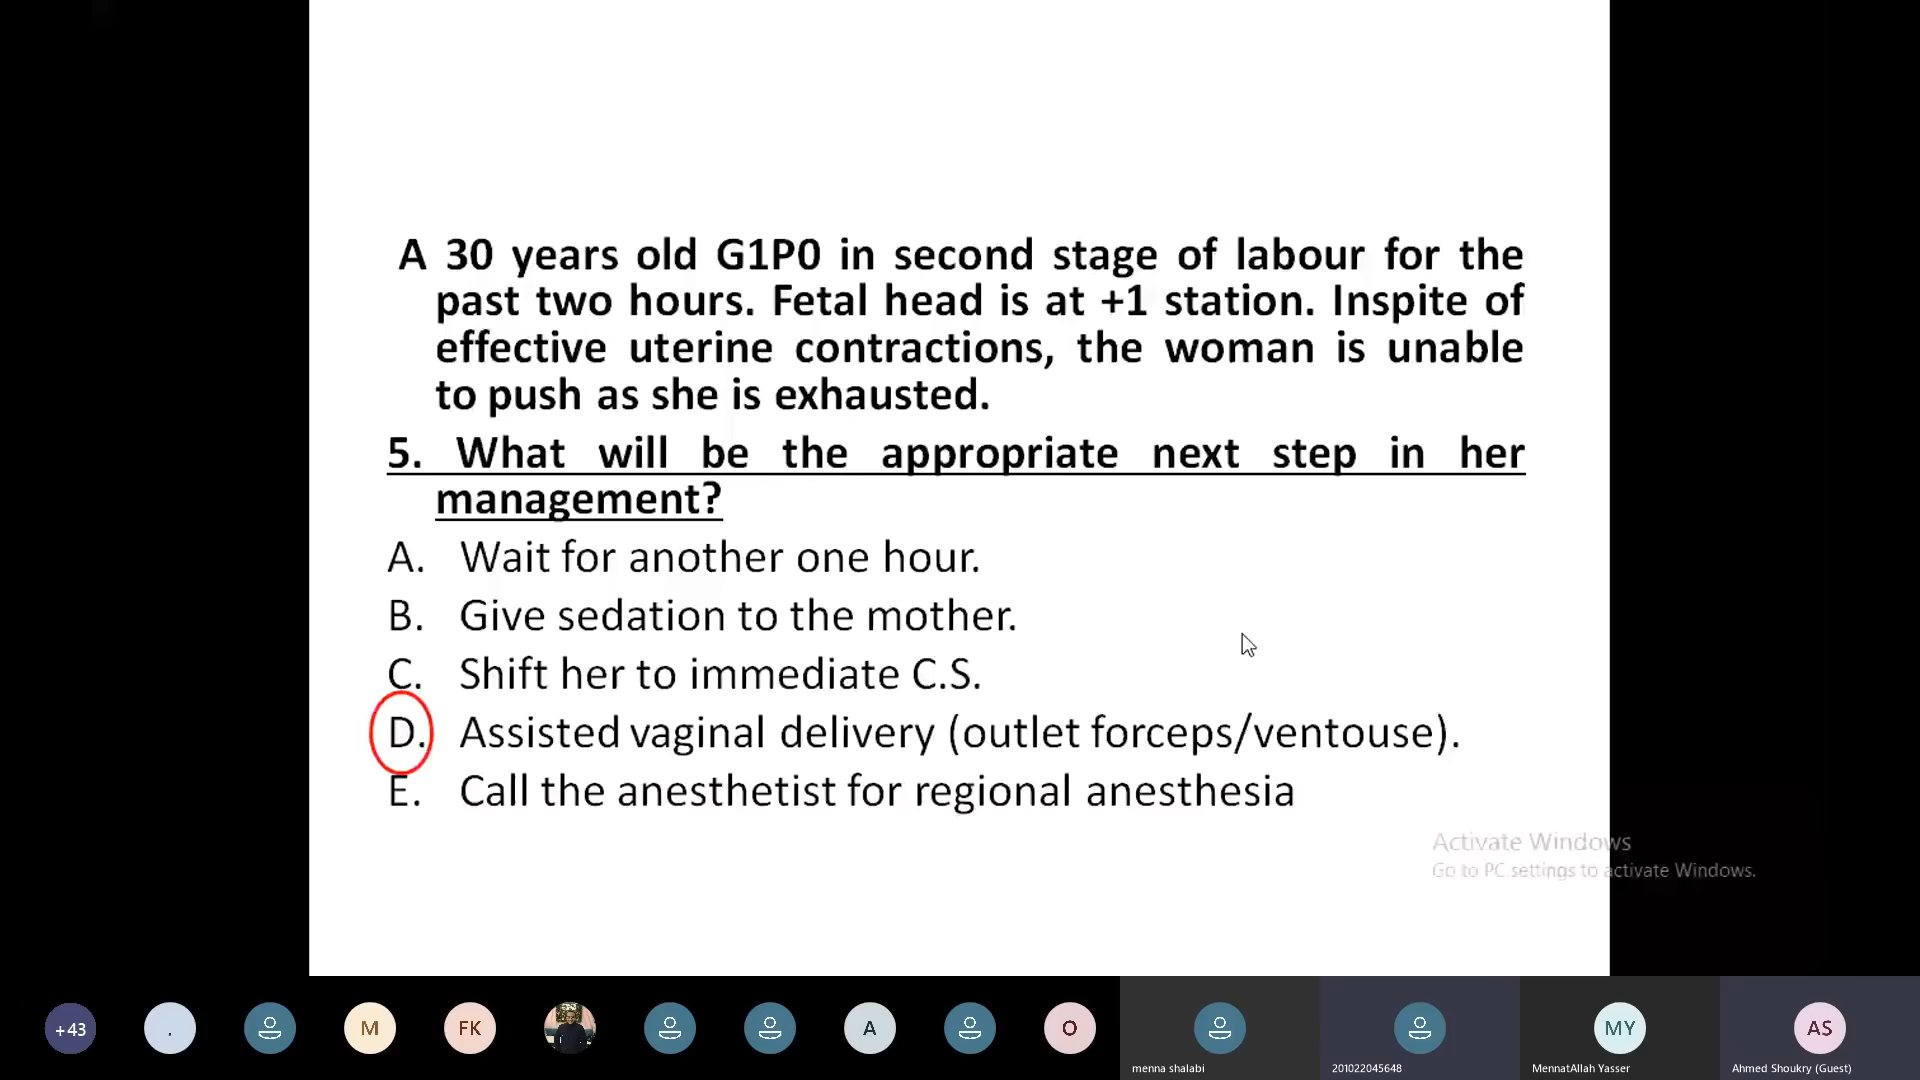 A 30 years old G1P0 in second stage of labour for the
past two hours. Fetal head is at +1 station. Inspite of
effective uterine contractions, the woman is unable
to push as she is exhausted.
5. What will be the appropriate next step in her
management?
A. Wait for another one hour.
B. Give sedation to the mother.
C. Shift her to immediate C.S.
D. Assisted vaginal delivery (outlet forceps/ventouse).
E. Call the anesthetist for regional anesthesia
Activate Windows
Go to PC settings to activate Windows.
+43 . M FK A O MY AS
menna shalabi 201022045648 MennatAllah Yasser Ahmed Shoukry (Guest)